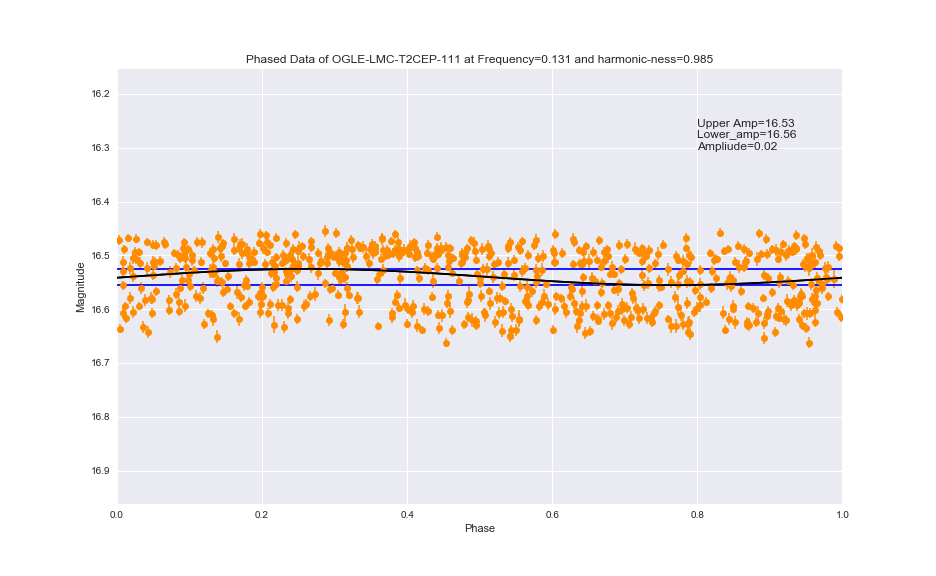 Phased Data of OGLE-LMC-T2CEP-111 at Frequency=0.131 and harmonic-ness=0.985
16.2
Upper Amp=16.53
Lower_amp=16.56
Ampliude=0.02
16.3
16.4
16.5
16.6
16.7
16.8
16.9
Magnitude
0.0 0.2 0.4 0.6 0.8 1.0
Phase